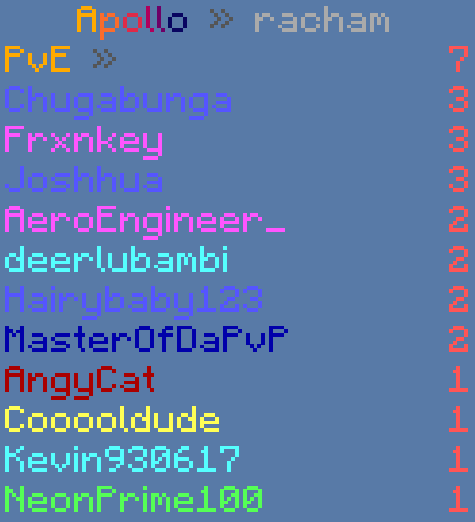 Apollo » racham
PvE » 7
Chugabunga 3
Frxnkey 3
Joshhua 3
AeroEngineer_ 2
deerlubambi 2
Hairybaby123 2
MasterOfDaPvP 2
AngyCat 1
Cooooldude 1
Kevin930617 1
NeonPrime100 1